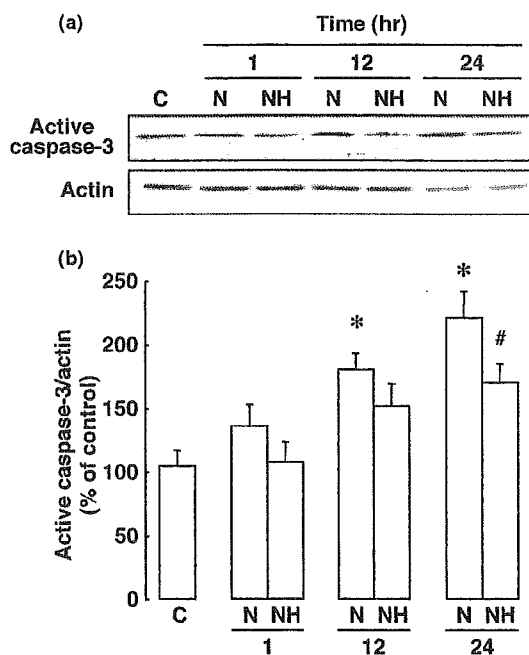 (a)
Time (hr)
1 12 24
C N NH N NH N NH
Active caspase-3
Actin
(b)
Active caspase-3/actin
(% of control)
250
200
150
100
50
0
* * #
C N NH N NH N NH
1 12 24